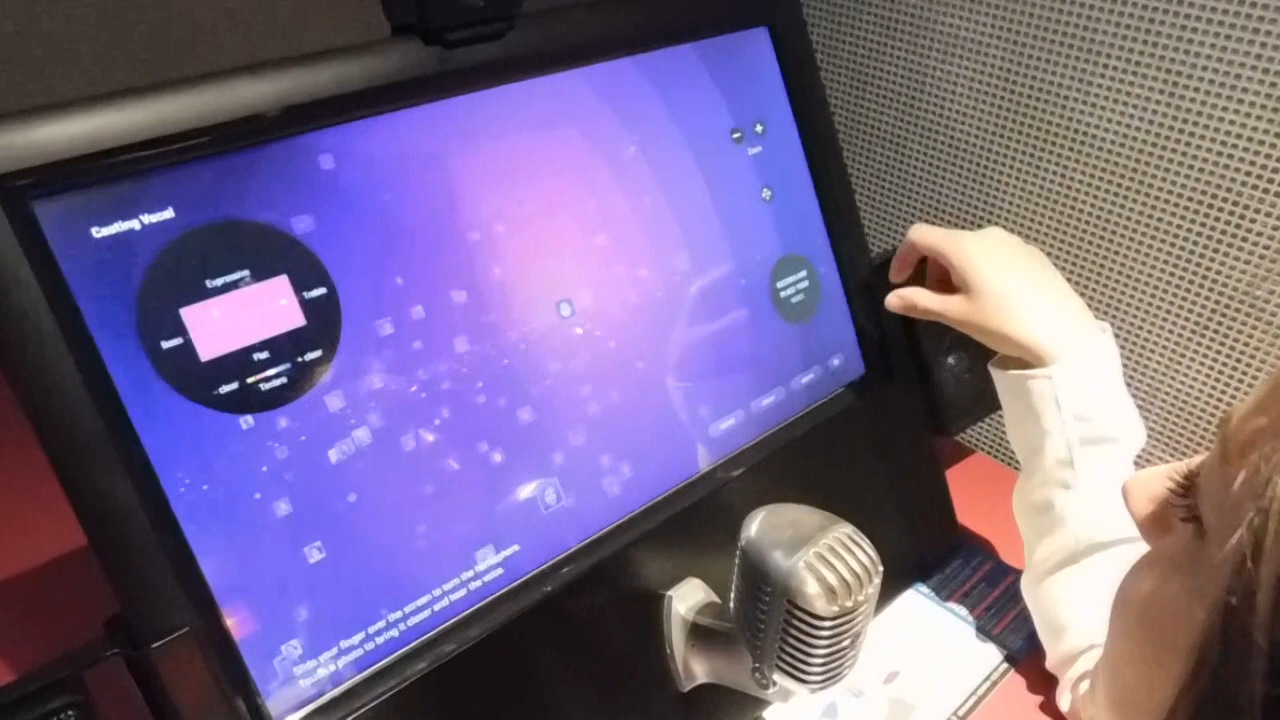 Casting Vocal
Expressive
Treble
Bass
Flat
- clear
+ clear
Timbre
Zoom
Slide your finger over the screen to turn the hemisphere.
Touch a photo to bring it closer and hear the voice.